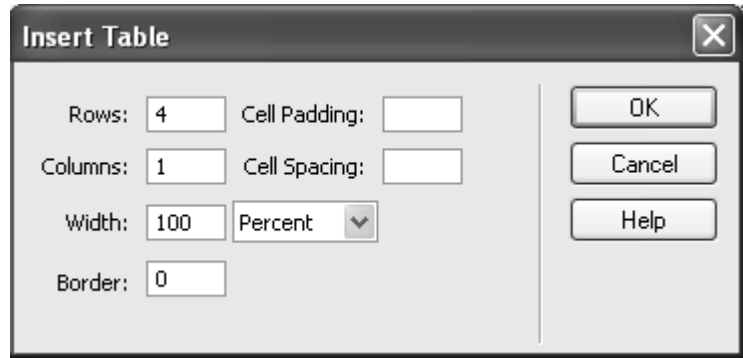 Insert Table
Rows: 4 Cell Padding: OK
Columns: 1 Cell Spacing: Cancel
Width: 100 Percent Help
Border: 0